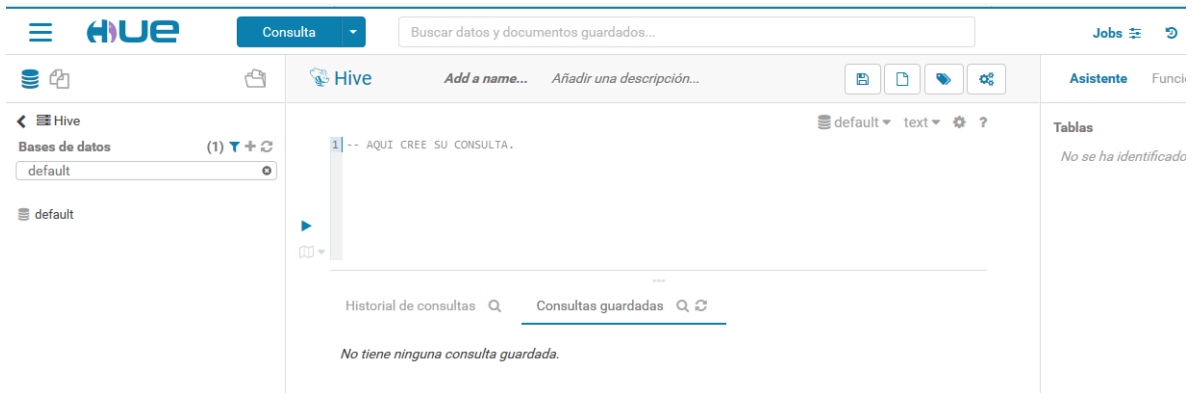 HUE Consulta Buscar datos y documentos guardados... Jobs
Hive Add a name... Añadir una descripción... Asistente Funci
Hive default text ?
Bases de datos (1) Tablas
1 -- AQUI CREE SU CONSULTA.
default No se ha identificado
default
Historial de consultas Consultas guardadas
No tiene ninguna consulta guardada.